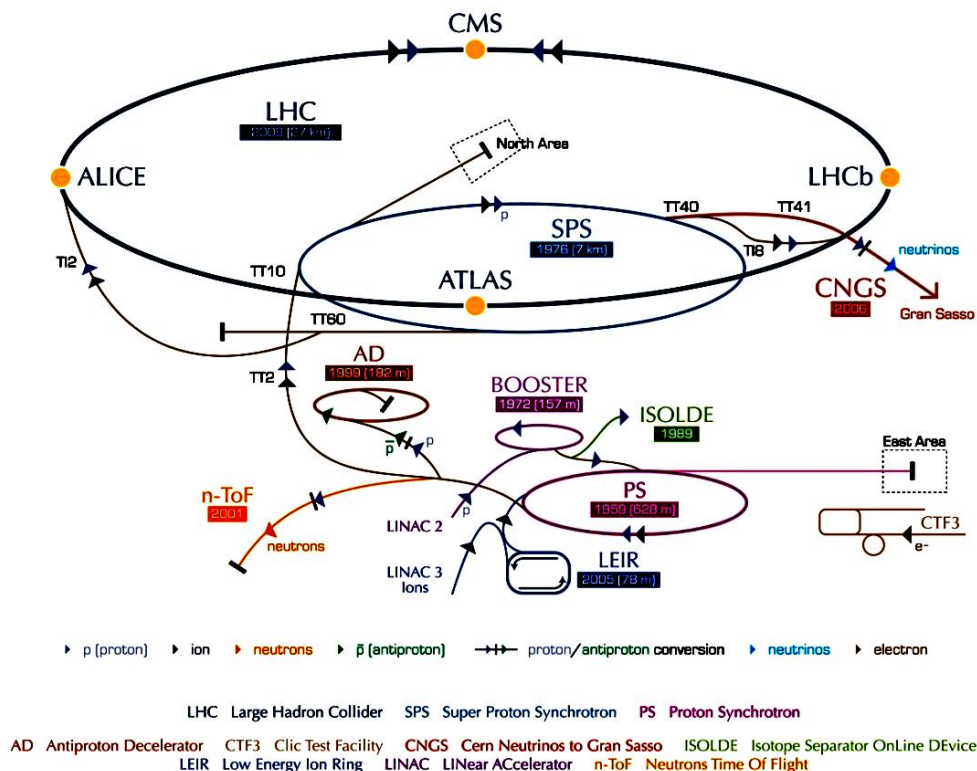 CMS
LHC
2008 (27 km)
North Area
ALICE
LHCb
TT40
TT41
p
SPS
1976 (7 km)
TI8
neutrinos
TI2
TT10
ATLAS
CNGS
2006
Gran Sasso
TT60
AD
1999 (182 m)
TT2
BOOSTER
1972 (157 m)
ISOLDE
1989
p̄
p
East Area
n-ToF
2001
PS
1959 (628 m)
p
LINAC 2
CTF3
e-
neutrons
LEIR
2005 (78 m)
LINAC 3
Ions
p (proton) ion neutrons p̄ (antiproton) proton/antiproton conversion neutrinos electron
LHC Large Hadron Collider SPS Super Proton Synchrotron PS Proton Synchrotron
AD Antiproton Decelerator CTF3 Clic Test Facility CNGS Cern Neutrinos to Gran Sasso ISOLDE Isotope Separator OnLine DEvice
LEIR Low Energy Ion Ring LINAC LINear ACcelerator n-ToF Neutrons Time Of Flight